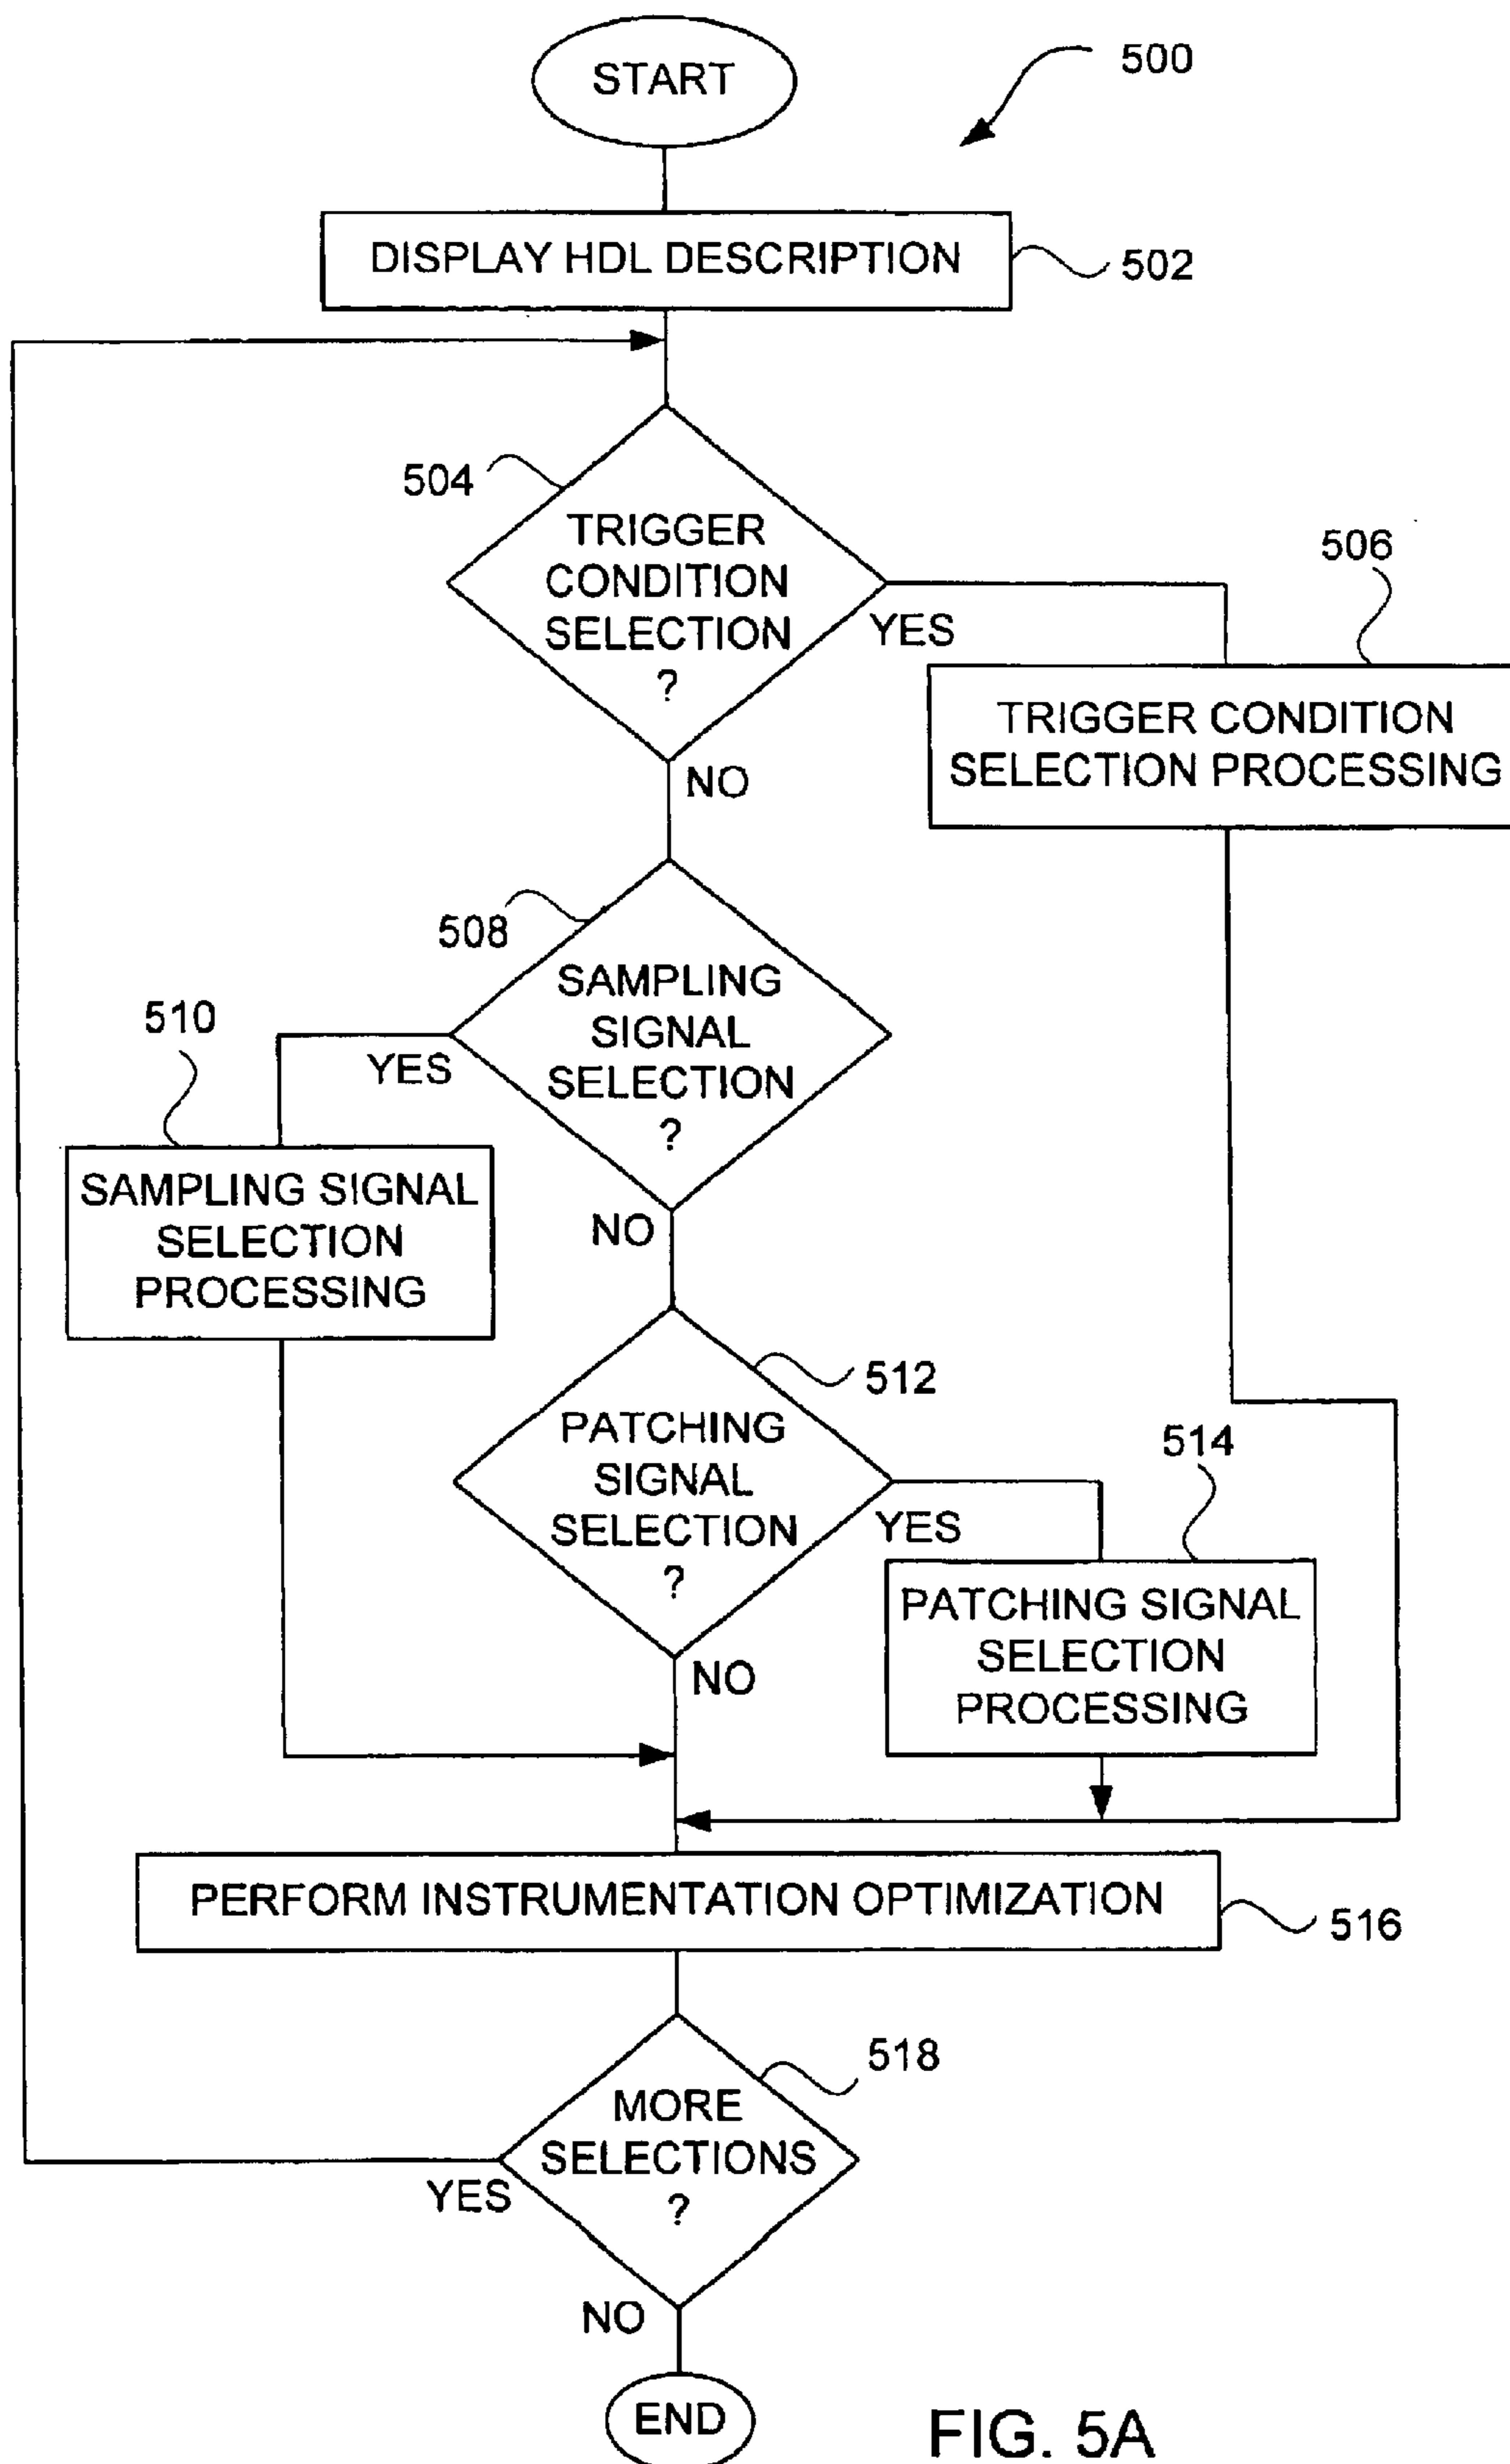 START
500
DISPLAY HDL DESCRIPTION
502
504
TRIGGER
CONDITION
SELECTION
?
YES
NO
506
TRIGGER CONDITION
SELECTION PROCESSING
508
SAMPLING
SIGNAL
SELECTION
?
YES
NO
510
SAMPLING SIGNAL
SELECTION
PROCESSING
512
PATCHING
SIGNAL
SELECTION
?
YES
NO
514
PATCHING SIGNAL
SELECTION
PROCESSING
PERFORM INSTRUMENTATION OPTIMIZATION
516
518
MORE
SELECTIONS
?
YES
NO
END
FIG. 5A